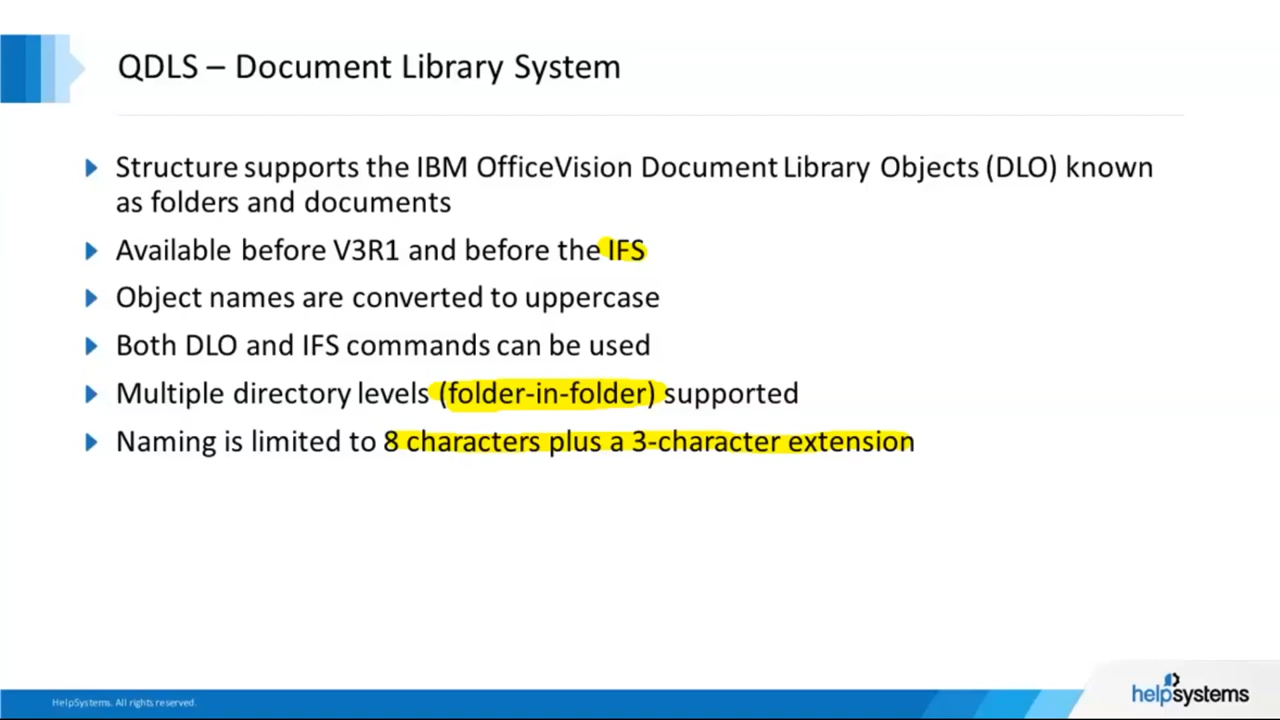 QDLS – Document Library System
Structure supports the IBM OfficeVision Document Library Objects (DLO) known
as folders and documents
Available before V3R1 and before the IFS
Object names are converted to uppercase
Both DLO and IFS commands can be used
Multiple directory levels (folder-in-folder) supported
Naming is limited to 8 characters plus a 3-character extension
HelpSystems. All rights reserved.
helpsystems